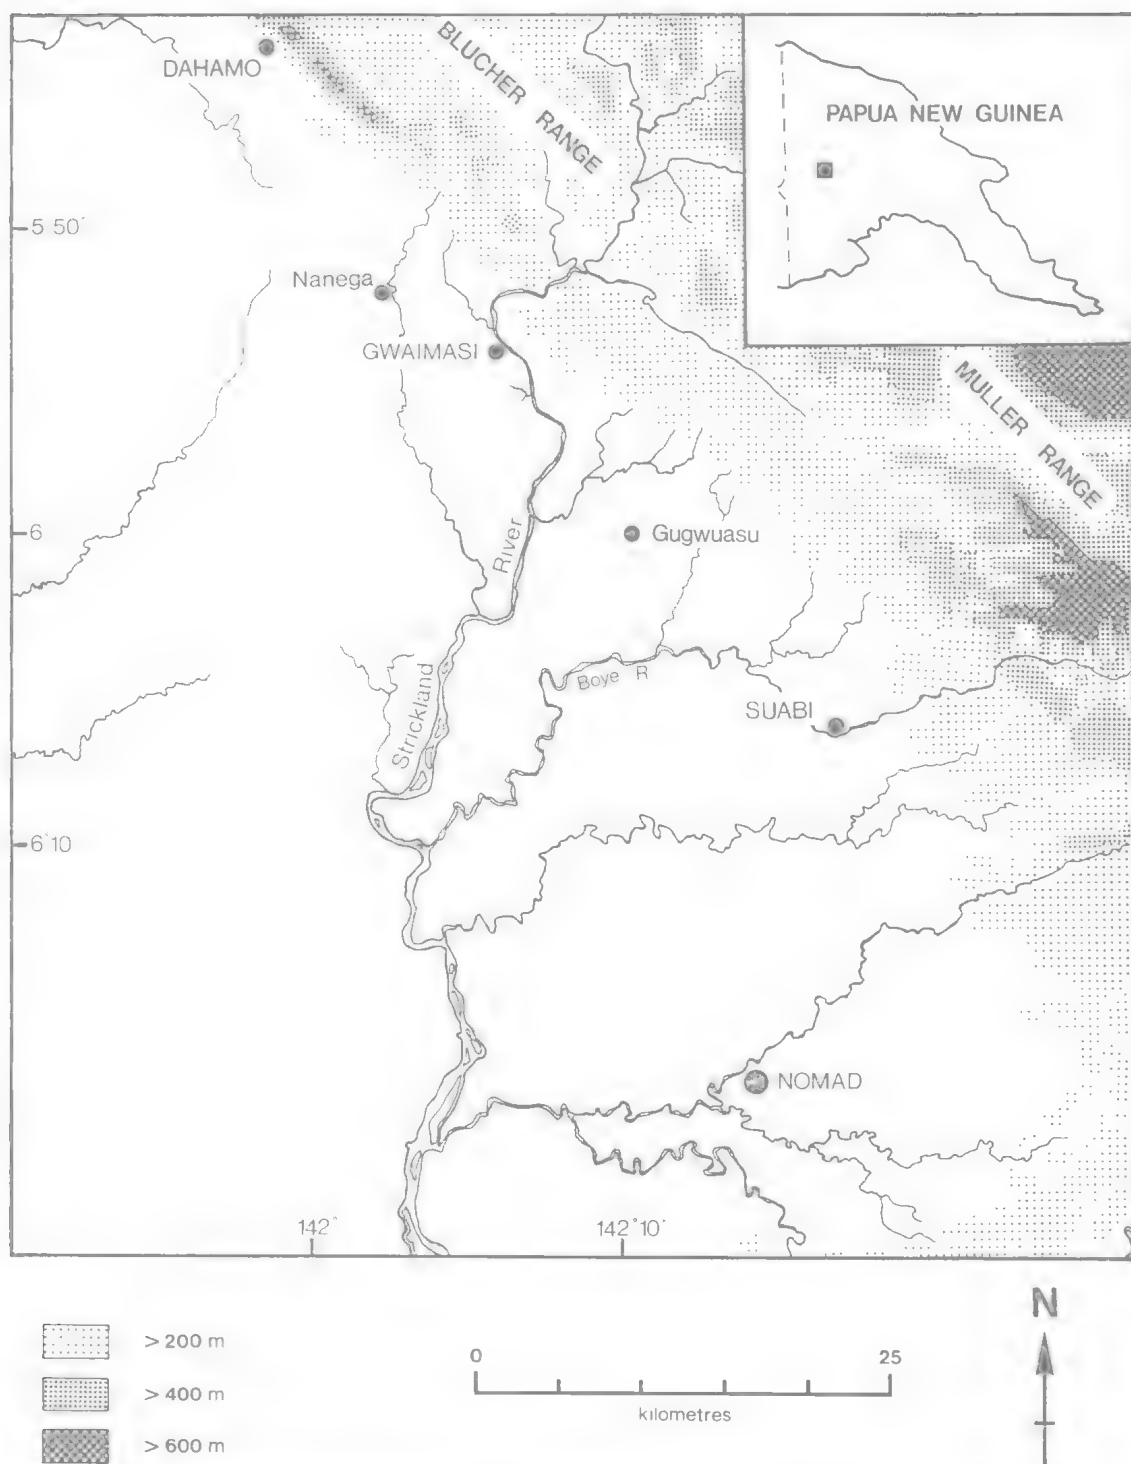 BLUCHER RANGE
DAHAMO
PAPUA NEW GUINEA
5 50'
Nanega
GWAIMASI
MULLER RANGE
6
Gugwuasu
River
Strickland
Boye R
SUABI
6°10
NOMAD
142°
142°10'
N
> 200 m
> 400 m
> 600 m
0 25
kilometres